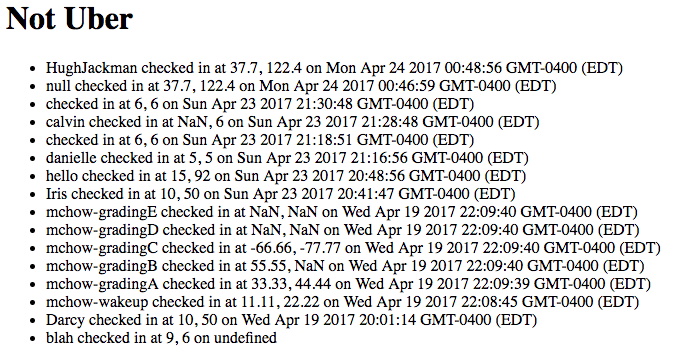 Not Uber
HughJackman checked in at 37.7, 122.4 on Mon Apr 24 2017 00:48:56 GMT-0400 (EDT)
null checked in at 37.7, 122.4 on Mon Apr 24 2017 00:46:59 GMT-0400 (EDT)
checked in at 6, 6 on Sun Apr 23 2017 21:30:48 GMT-0400 (EDT)
calvin checked in at NaN, 6 on Sun Apr 23 2017 21:28:48 GMT-0400 (EDT)
checked in at 6, 6 on Sun Apr 23 2017 21:18:51 GMT-0400 (EDT)
danielle checked in at 5, 5 on Sun Apr 23 2017 21:16:56 GMT-0400 (EDT)
hello checked in at 15, 92 on Sun Apr 23 2017 20:48:56 GMT-0400 (EDT)
Iris checked in at 10, 50 on Sun Apr 23 2017 20:41:47 GMT-0400 (EDT)
mchow-gradingE checked in at NaN, NaN on Wed Apr 19 2017 22:09:40 GMT-0400 (EDT)
mchow-gradingD checked in at NaN, NaN on Wed Apr 19 2017 22:09:40 GMT-0400 (EDT)
mchow-gradingC checked in at -66.66, -77.77 on Wed Apr 19 2017 22:09:40 GMT-0400 (EDT)
mchow-gradingB checked in at 55.55, NaN on Wed Apr 19 2017 22:09:40 GMT-0400 (EDT)
mchow-gradingA checked in at 33.33, 44.44 on Wed Apr 19 2017 22:09:39 GMT-0400 (EDT)
mchow-wakeup checked in at 11.11, 22.22 on Wed Apr 19 2017 22:08:45 GMT-0400 (EDT)
Darcy checked in at 10, 50 on Wed Apr 19 2017 20:01:14 GMT-0400 (EDT)
blah checked in at 9, 6 on undefined